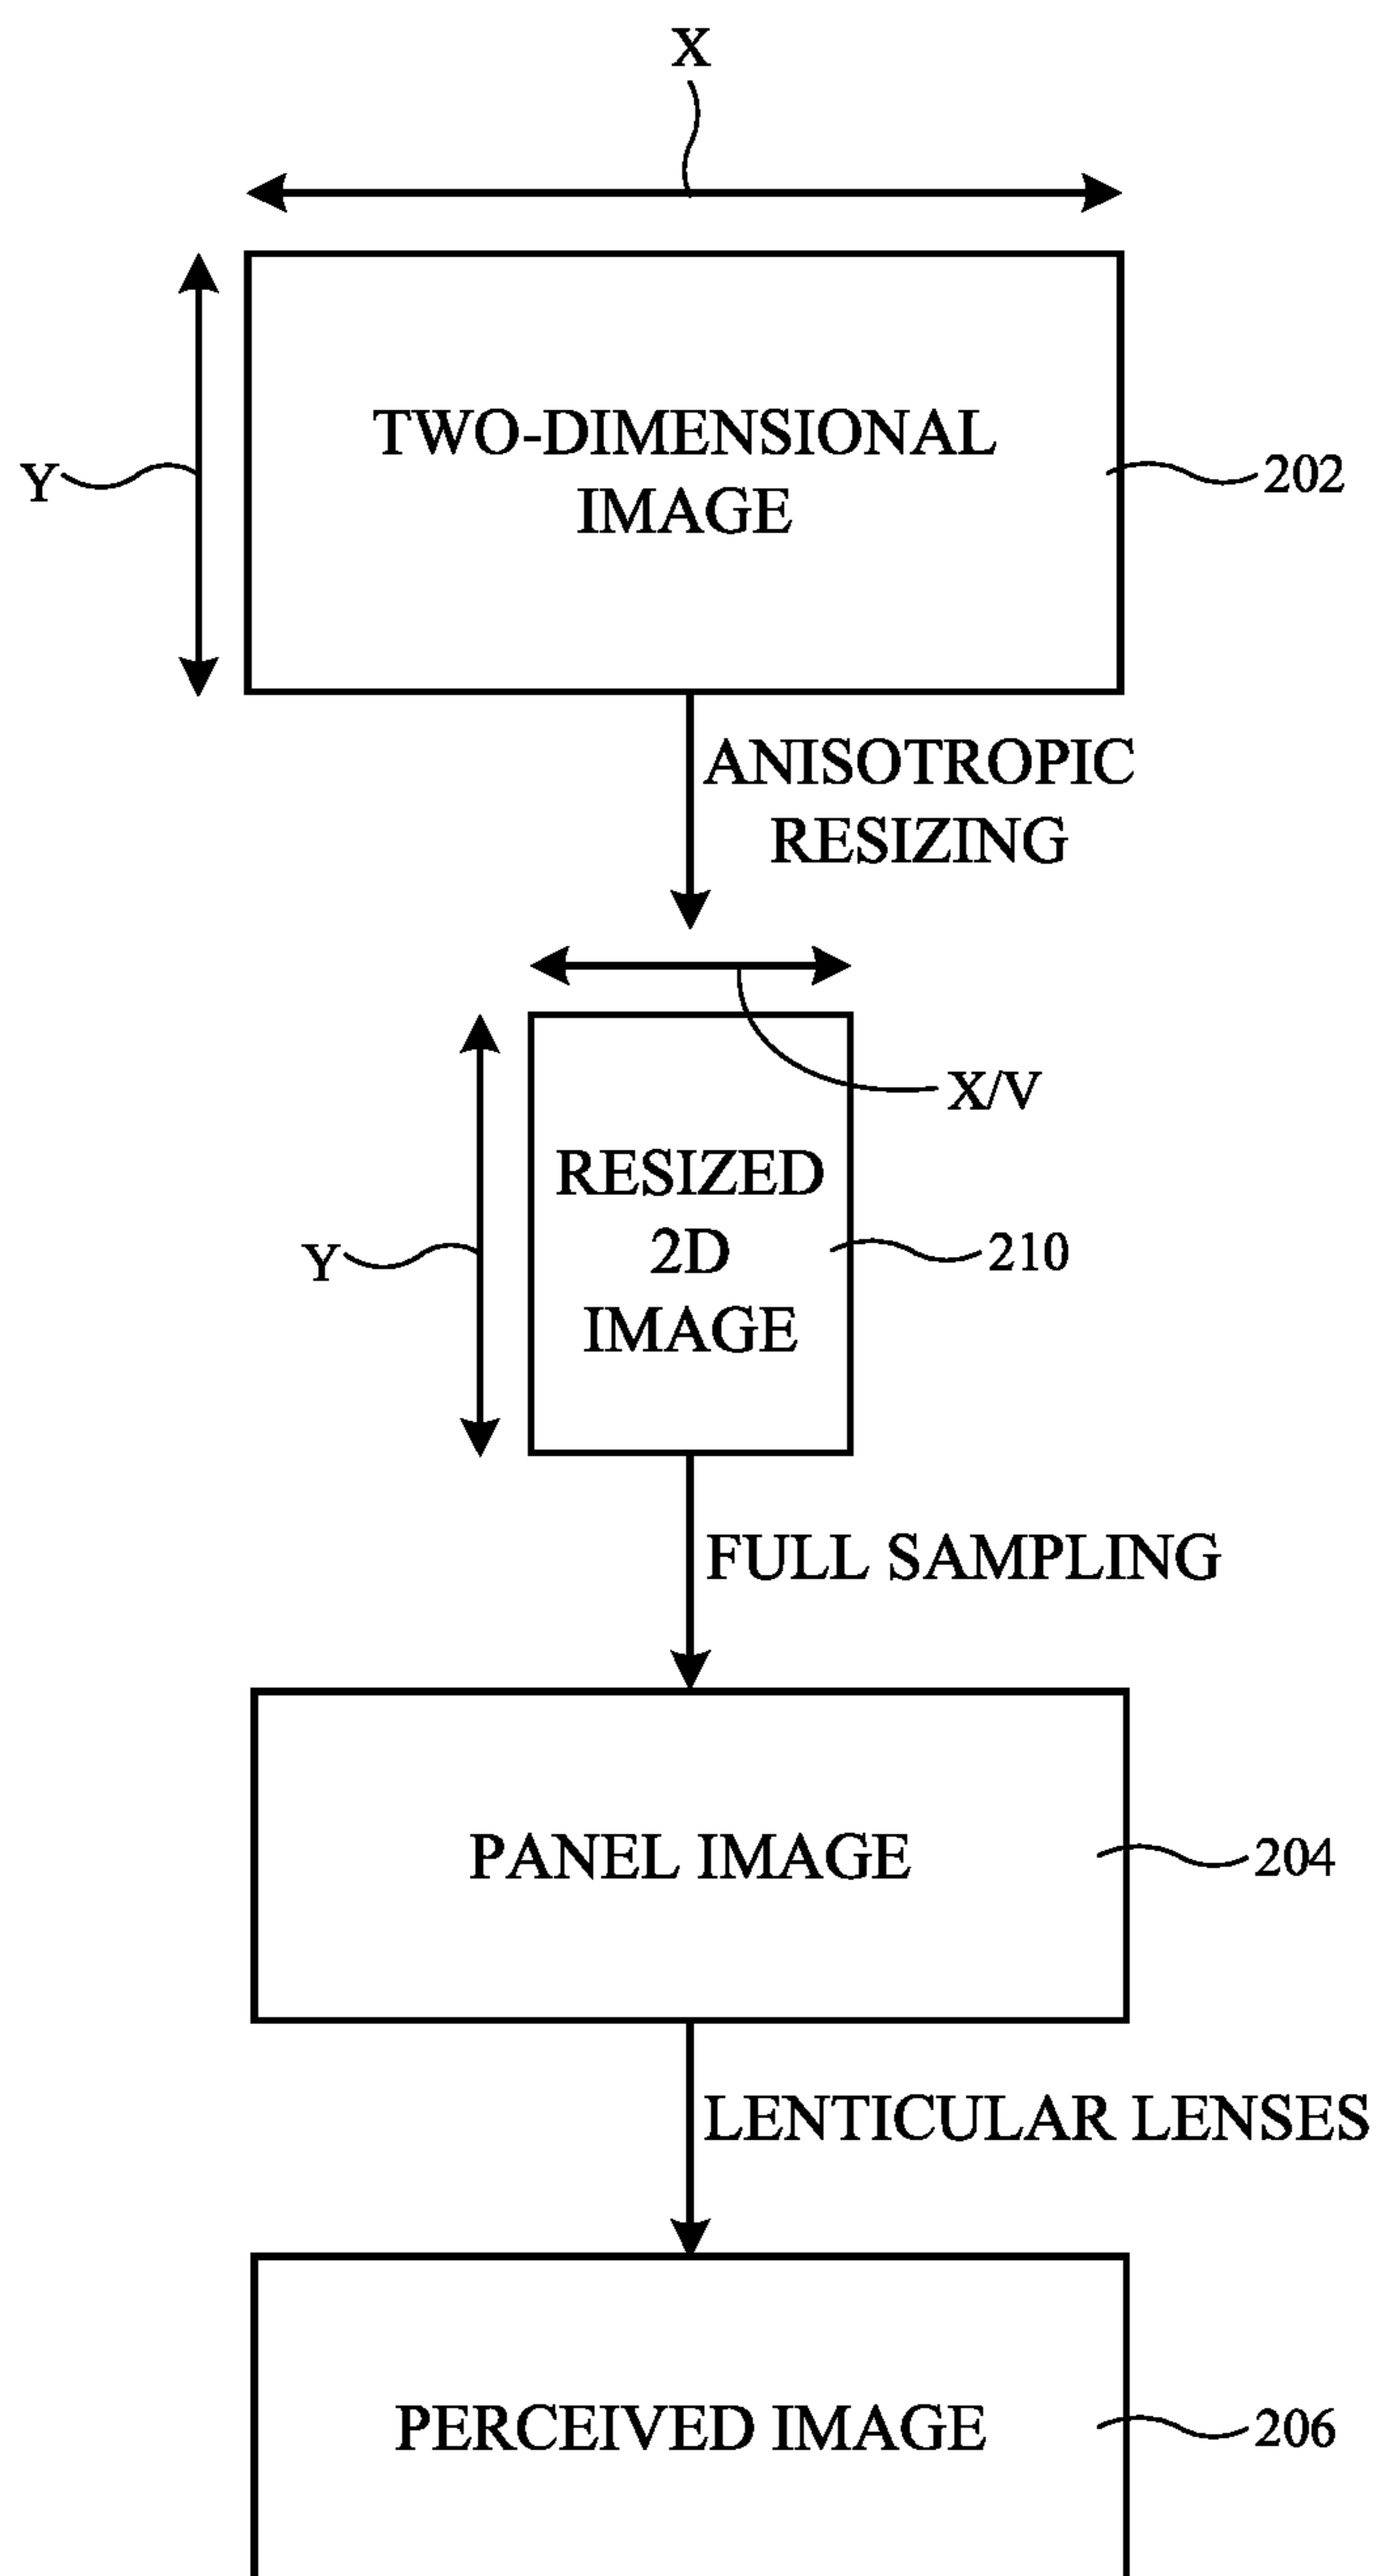 X
Y
TWO-DIMENSIONAL
IMAGE
202
ANISOTROPIC
RESIZING
X/V
Y
RESIZED
2D
IMAGE
210
FULL SAMPLING
PANEL IMAGE
204
LENTICULAR LENSES
PERCEIVED IMAGE
206